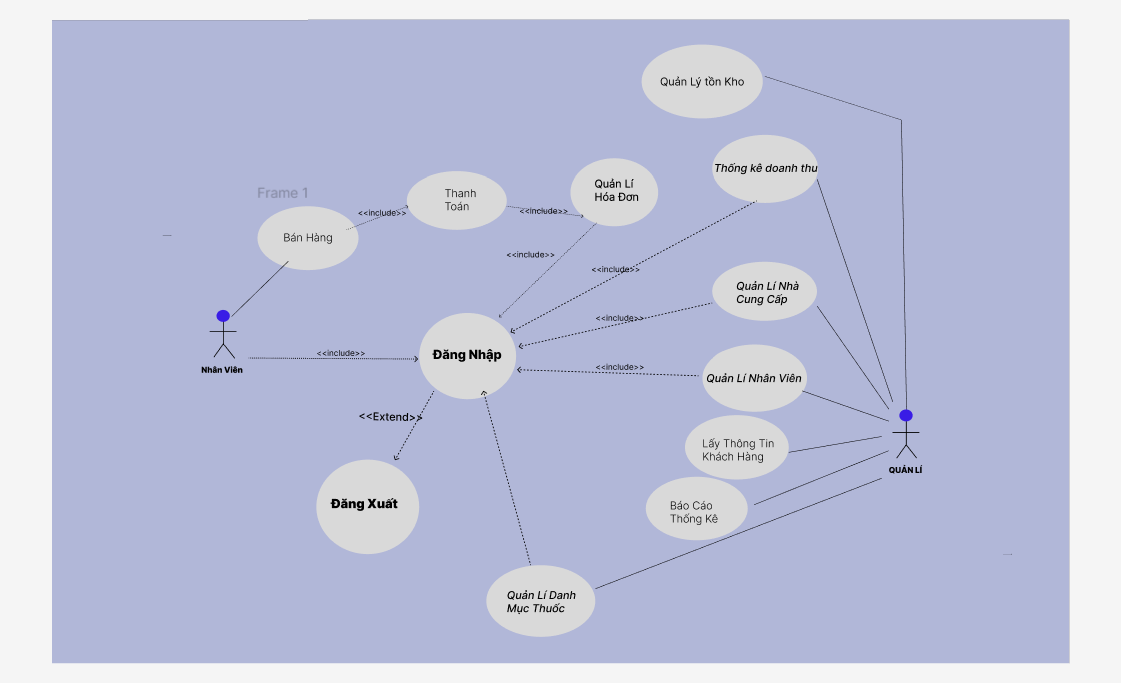 Quản Lý tồn Kho
Thống kê doanh thu
Frame 1
Thanh
Toán
Quản Lí
Hóa Đơn
<<include>>
<<include>>
Bán Hàng
<<include>>
<<include>>
Quản Lí Nhà
Cung Cấp
<<include>>
Đăng Nhập
<<include>>
Nhân Viên
<<include>>
Quản Lí Nhân Viên
<<Extend>>
Lấy Thông Tin
Khách Hàng
QUẢN LÍ
Đăng Xuất
Báo Cáo
Thống Kê
Quản Lí Danh
Mục Thuốc